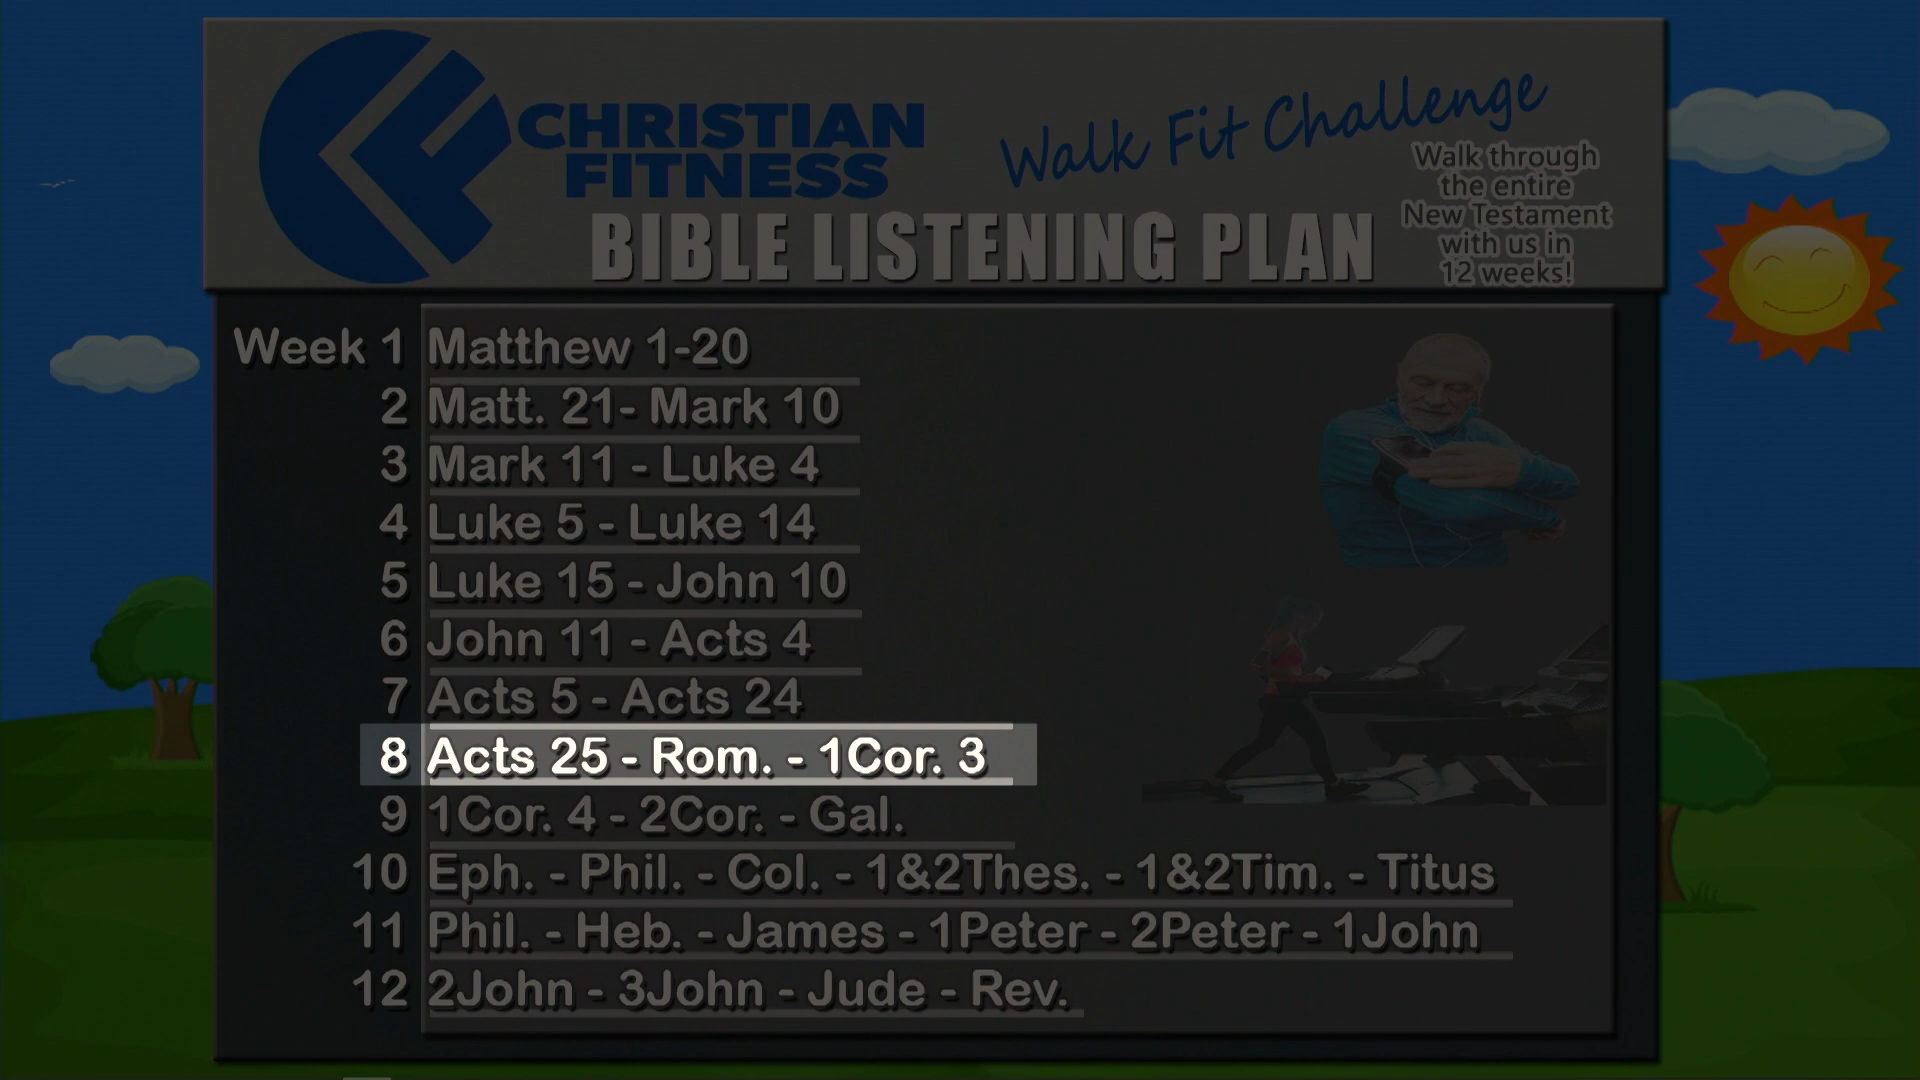 CHRISTIAN
FITNESS
Walk Fit Challenge
BIBLE LISTENING PLAN
Walk through
the entire
New Testament
with us in
12 weeks!
Week 1 Matthew 1-20
2 Matt. 21- Mark 10
3 Mark 11 - Luke 4
4 Luke 5 - Luke 14
5 Luke 15 - John 10
6 John 11 - Acts 4
7 Acts 5 - Acts 24
8 Acts 25 - Rom. - 1Cor. 3
9 1Cor. 4 - 2Cor. - Gal.
10 Eph. - Phil. - Col. - 1&2Thes. - 1&2Tim. - Titus
11 Phil. - Heb. - James - 1Peter - 2Peter - 1John
12 2John - 3John - Jude - Rev.